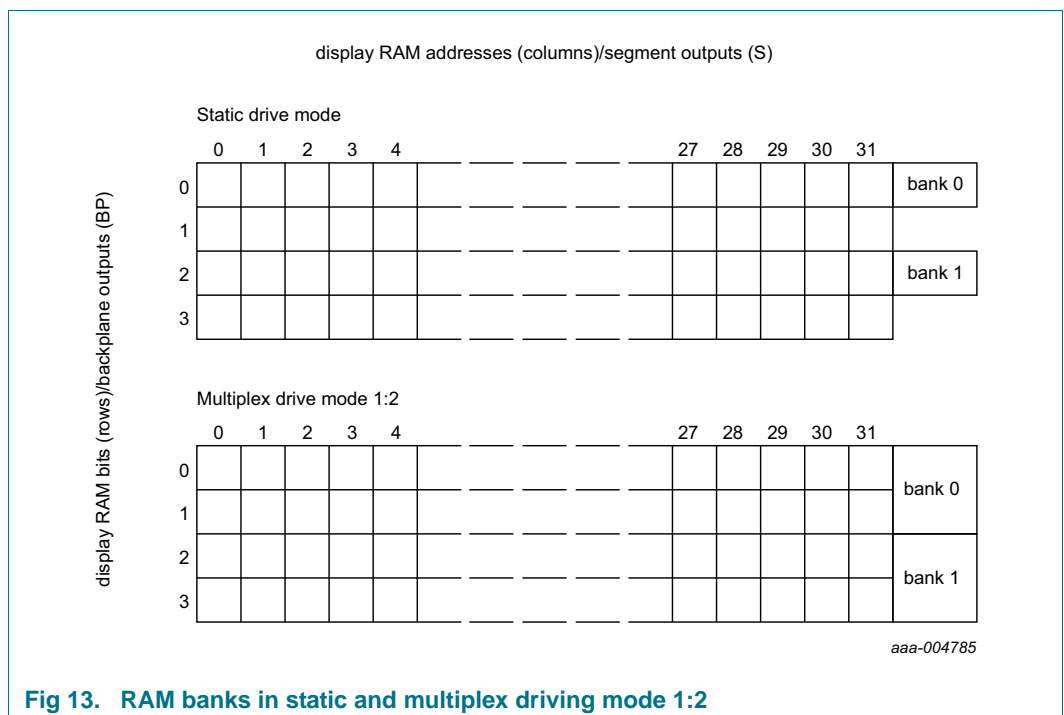 display RAM addresses (columns)/segment outputs (S)
display RAM bits (rows)/backplane outputs (BP)
Static drive mode
0 1 2 3 4 27 28 29 30 31
0 bank 0
1
2 bank 1
3
Multiplex drive mode 1:2
0 1 2 3 4 27 28 29 30 31
0
bank 0
1
2
bank 1
3
aaa-004785
Fig 13. RAM banks in static and multiplex driving mode 1:2